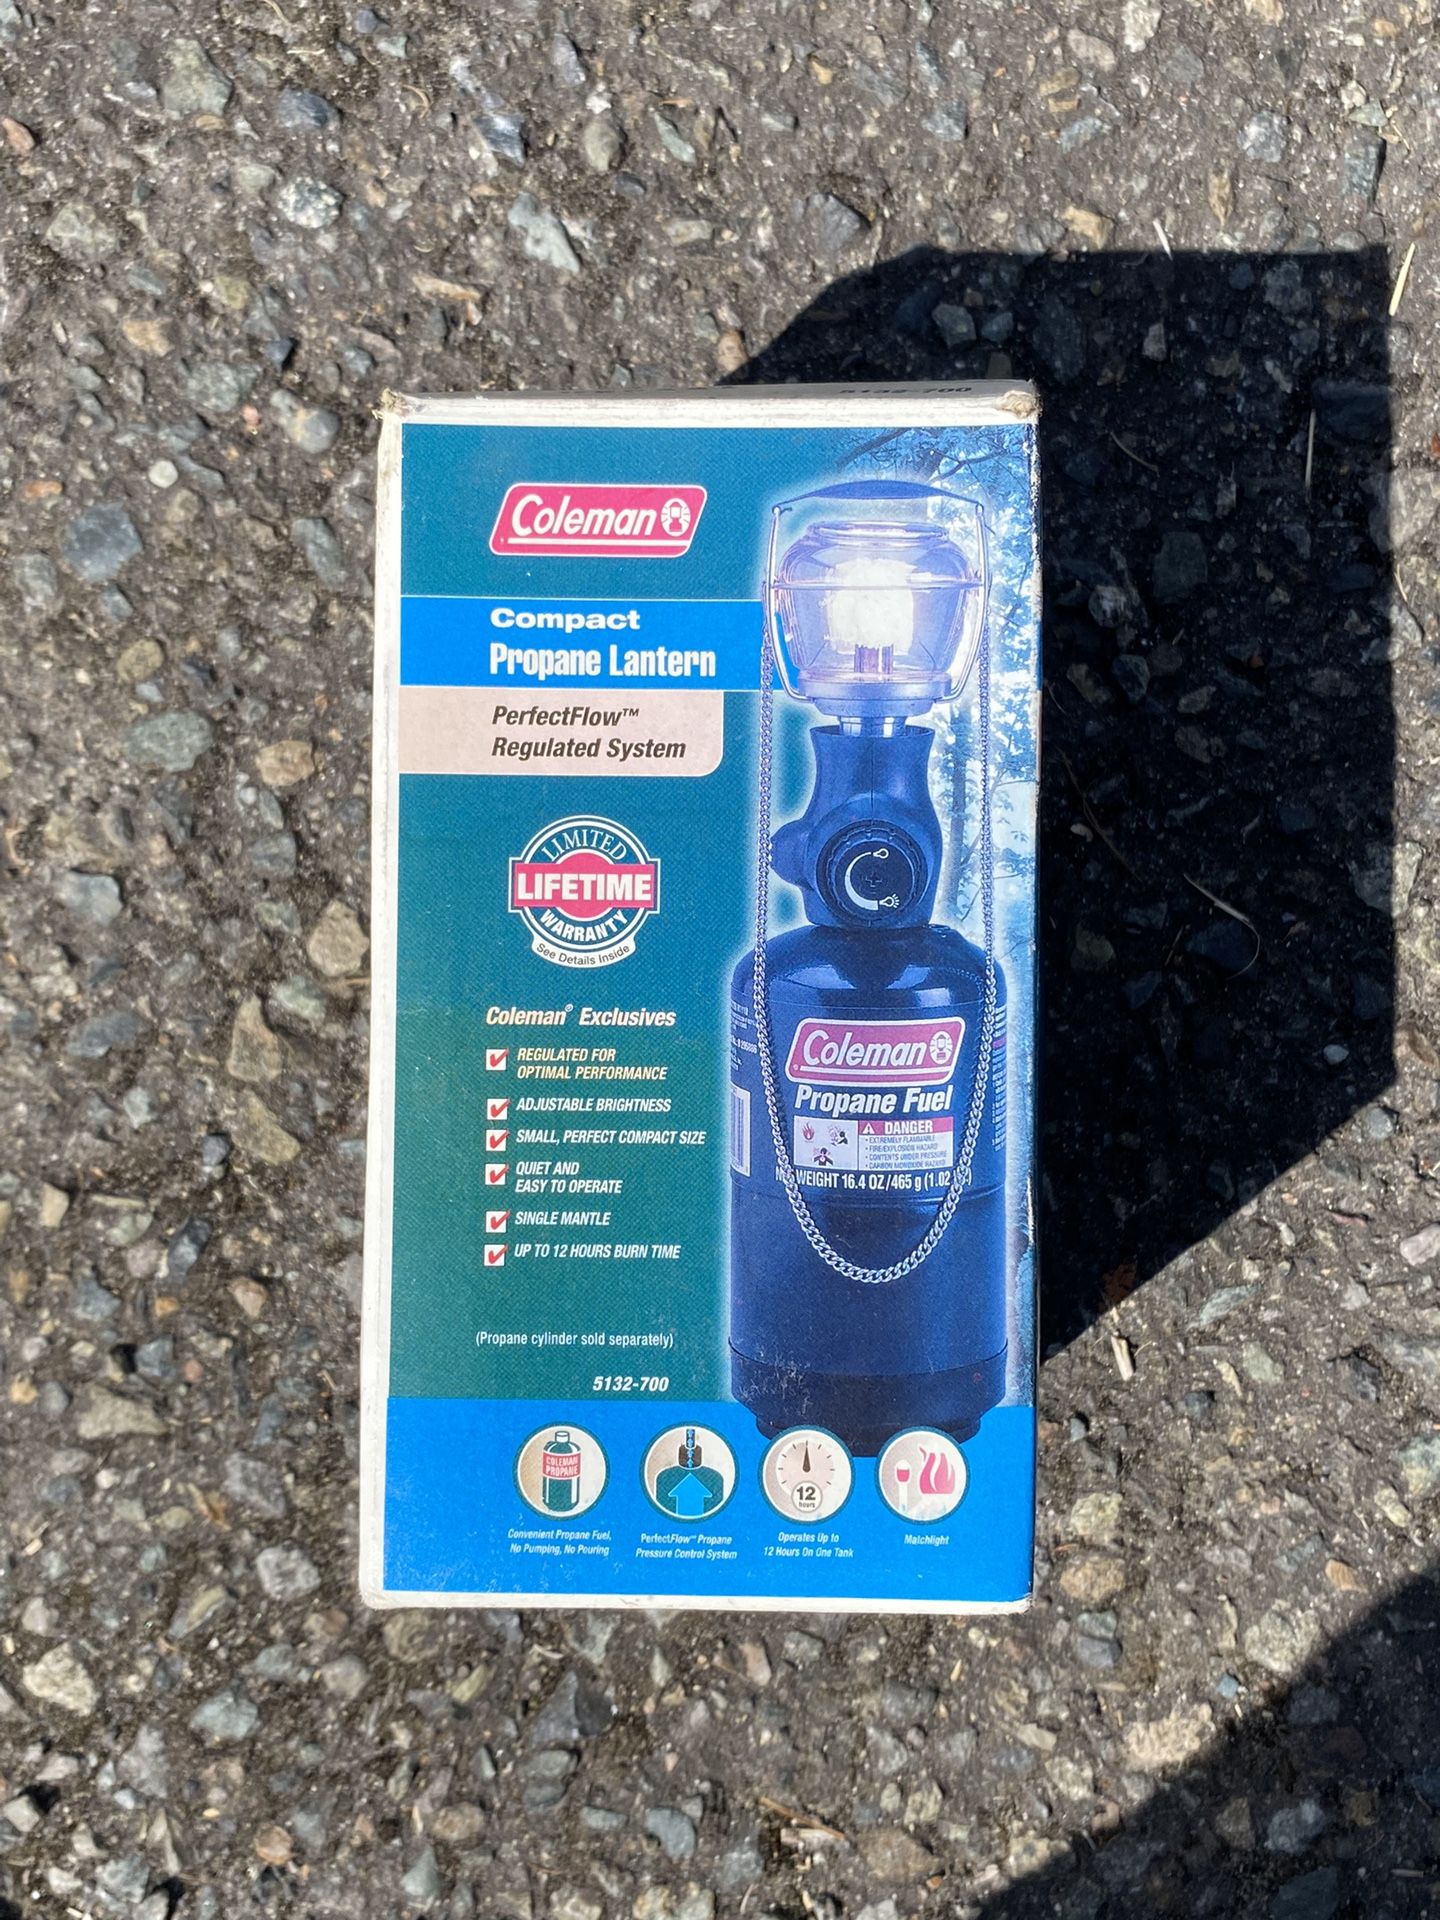 5132-700
Coleman
Compact
Propane Lantern
PerfectFlow™
Regulated System
LIMITED
LIFETIME
WARRANTY
See Details Inside
Coleman® Exclusives
REGULATED FOR
OPTIMAL PERFORMANCE
ADJUSTABLE BRIGHTNESS
SMALL, PERFECT COMPACT SIZE
QUIET AND
EASY TO OPERATE
SINGLE MANTLE
UP TO 12 HOURS BURN TIME
(Propane cylinder sold separately)
5132-700
Coleman
Propane Fuel
DANGER
• EXTREMELY FLAMMABLE
• FIRE/EXPLOSION HAZARD
• CONTENTS UNDER PRESSURE
• CARBON MONOXIDE HAZARD
WEIGHT 16.4 OZ/465 g (1.02
COLEMAN
PROPANE
12
hours
Convenient Propane Fuel,
No Pumping, No Pouring
PerfectFlow™ Propane
Pressure Control System
Operates Up to
12 Hours On One Tank
Matchlight